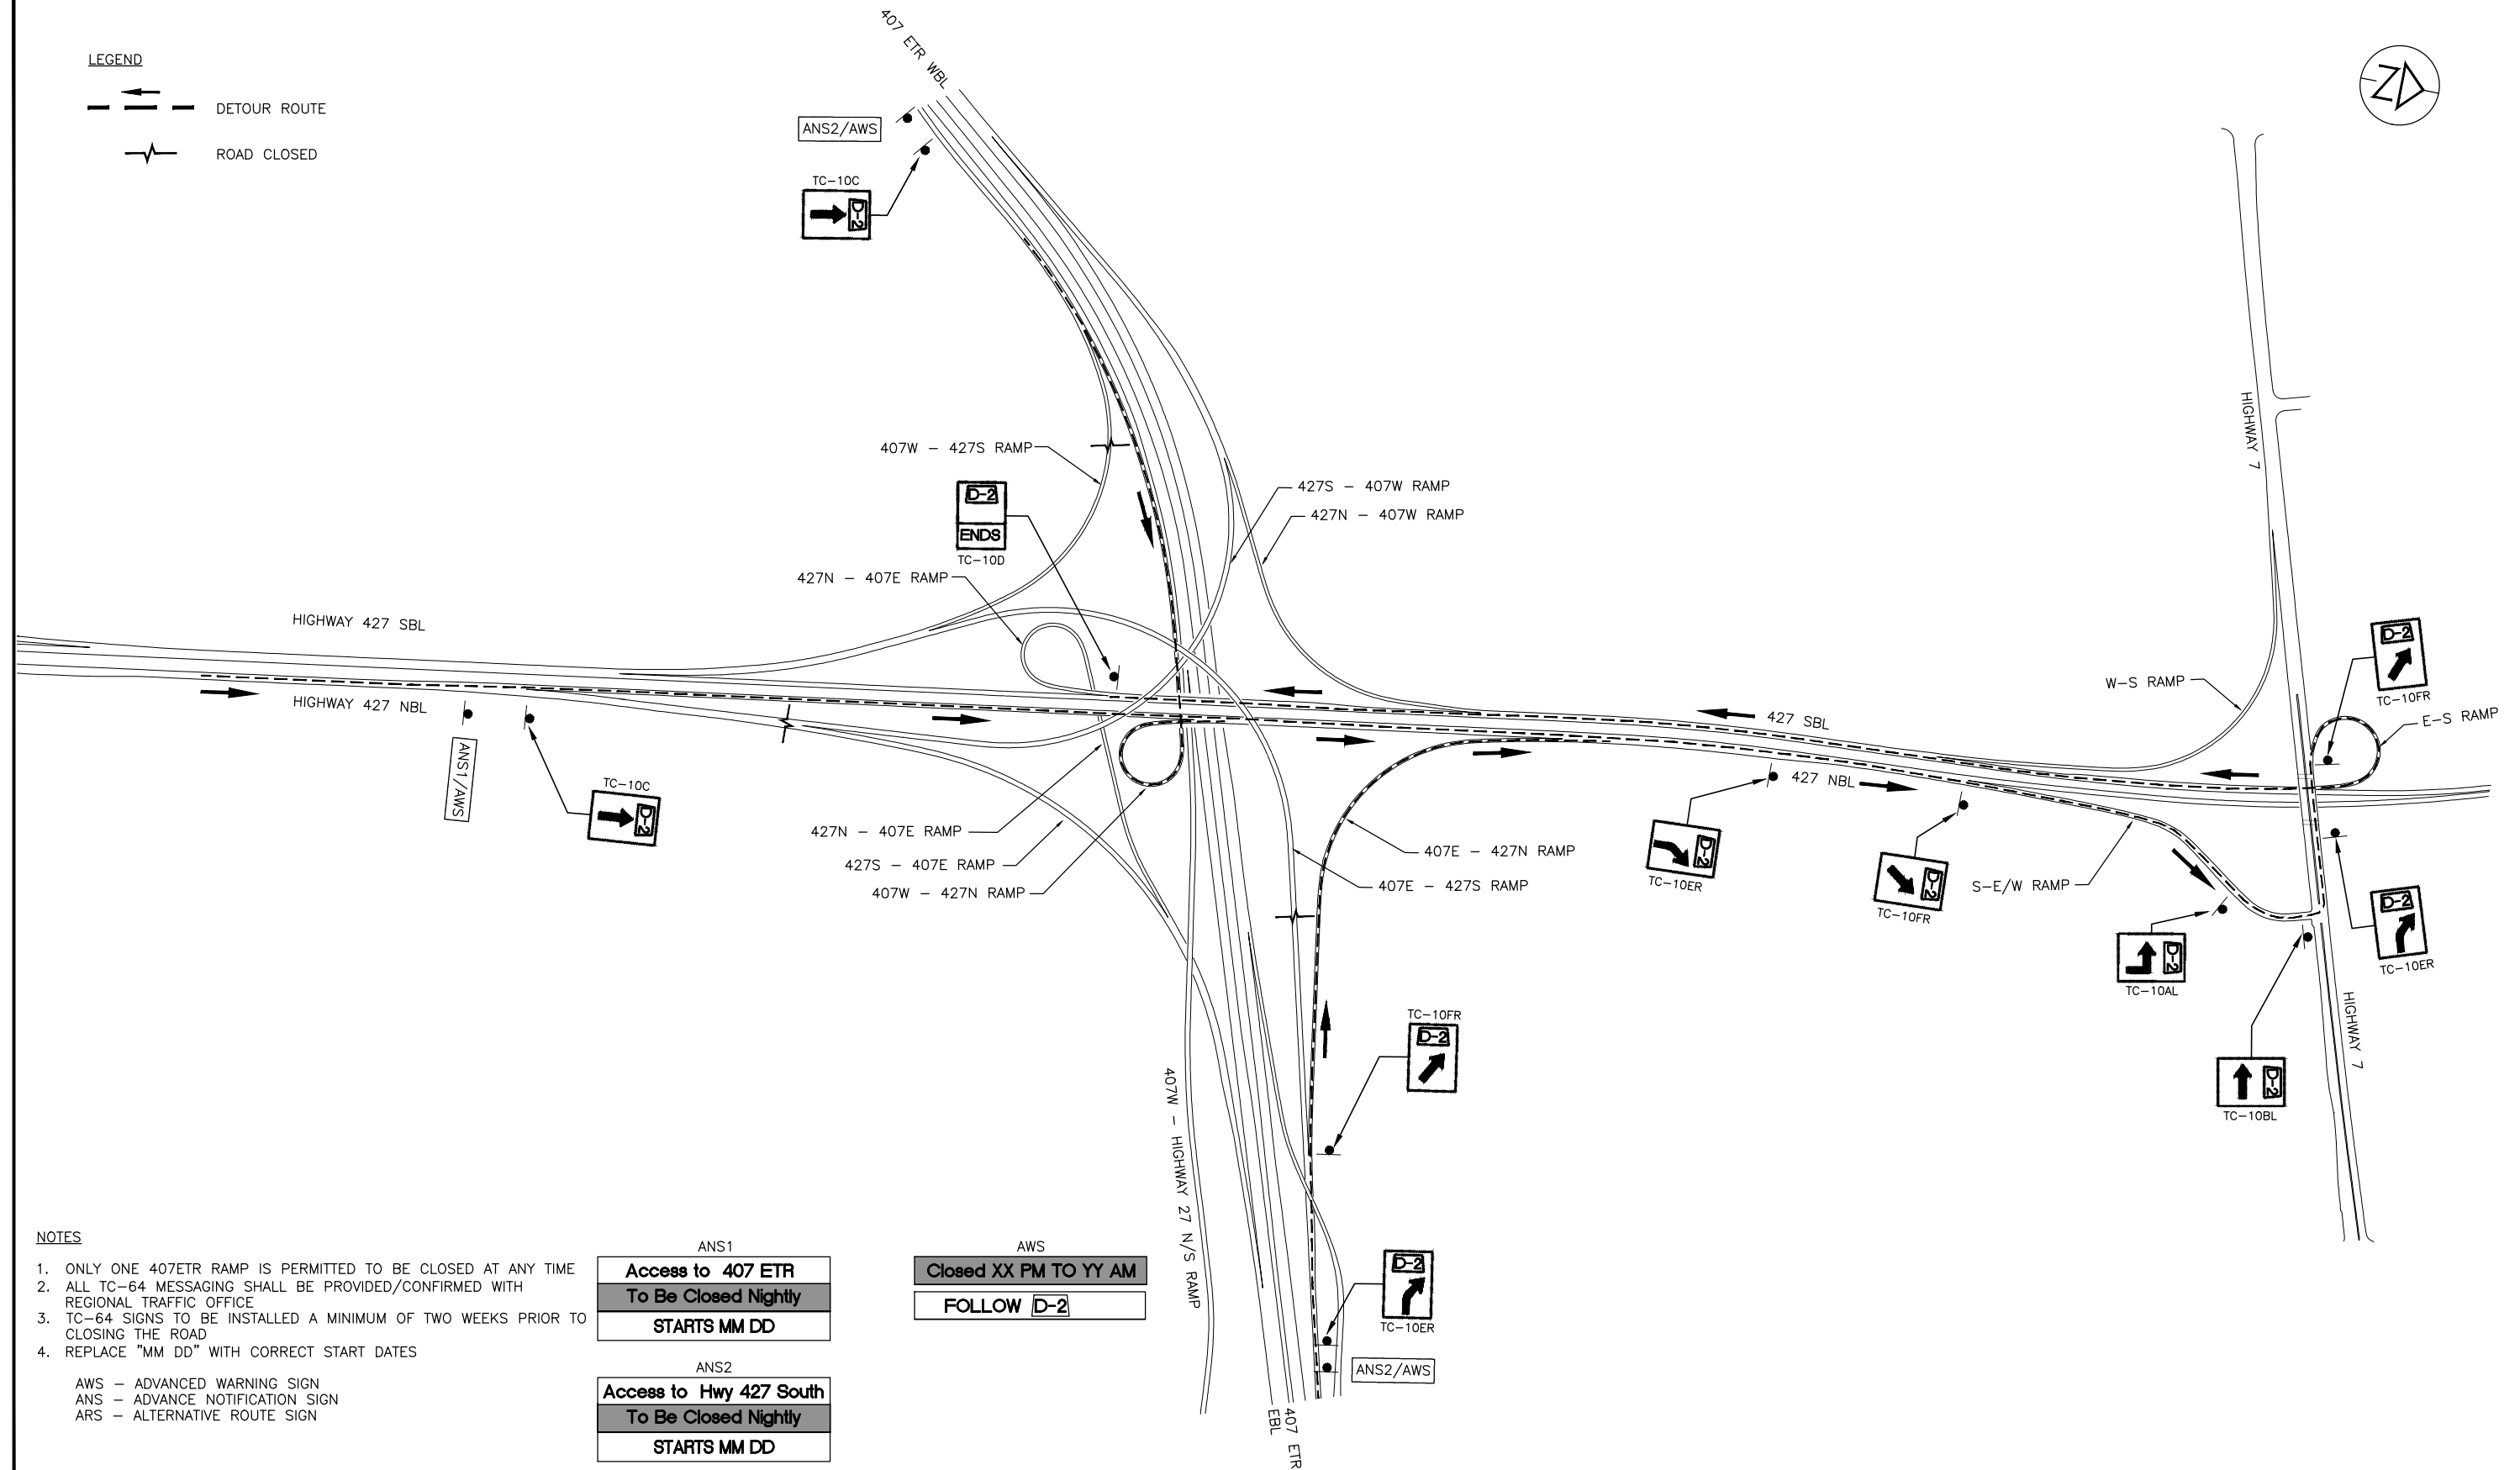 LEGEND
DETOUR ROUTE
ROAD CLOSED
407 ETR WBL
ANS2/AWS
TC-10C
D-2
N
HIGHWAY 7
407W - 427S RAMP
D-2
ENDS
TC-10D
427S - 407W RAMP
427N - 407W RAMP
427N - 407E RAMP
HIGHWAY 427 SBL
HIGHWAY 427 NBL
ANS1/AWS
TC-10C
D-2
427N - 407E RAMP
427S - 407E RAMP
407W - 427N RAMP
407E - 427N RAMP
407E - 427S RAMP
427 SBL
427 NBL
W-S RAMP
D-2
TC-10FR
E-S RAMP
D-2
TC-10ER
D-2
TC-10FR
S-E/W RAMP
D-2
TC-10AL
D-2
TC-10ER
D-2
TC-10BL
HIGHWAY 7
TC-10FR
D-2
407W - HIGHWAY 27 N/S RAMP
D-2
TC-10ER
ANS2/AWS
407 ETR
EBL
NOTES
1. ONLY ONE 407ETR RAMP IS PERMITTED TO BE CLOSED AT ANY TIME
2. ALL TC-64 MESSAGING SHALL BE PROVIDED/CONFIRMED WITH
REGIONAL TRAFFIC OFFICE
3. TC-64 SIGNS TO BE INSTALLED A MINIMUM OF TWO WEEKS PRIOR TO
CLOSING THE ROAD
4. REPLACE "MM DD" WITH CORRECT START DATES
AWS - ADVANCED WARNING SIGN
ANS - ADVANCE NOTIFICATION SIGN
ARS - ALTERNATIVE ROUTE SIGN
ANS1
Access to 407 ETR
To Be Closed Nightly
STARTS MM DD
ANS2
Access to Hwy 427 South
To Be Closed Nightly
STARTS MM DD
AWS
Closed XX PM TO YY AM
FOLLOW D-2